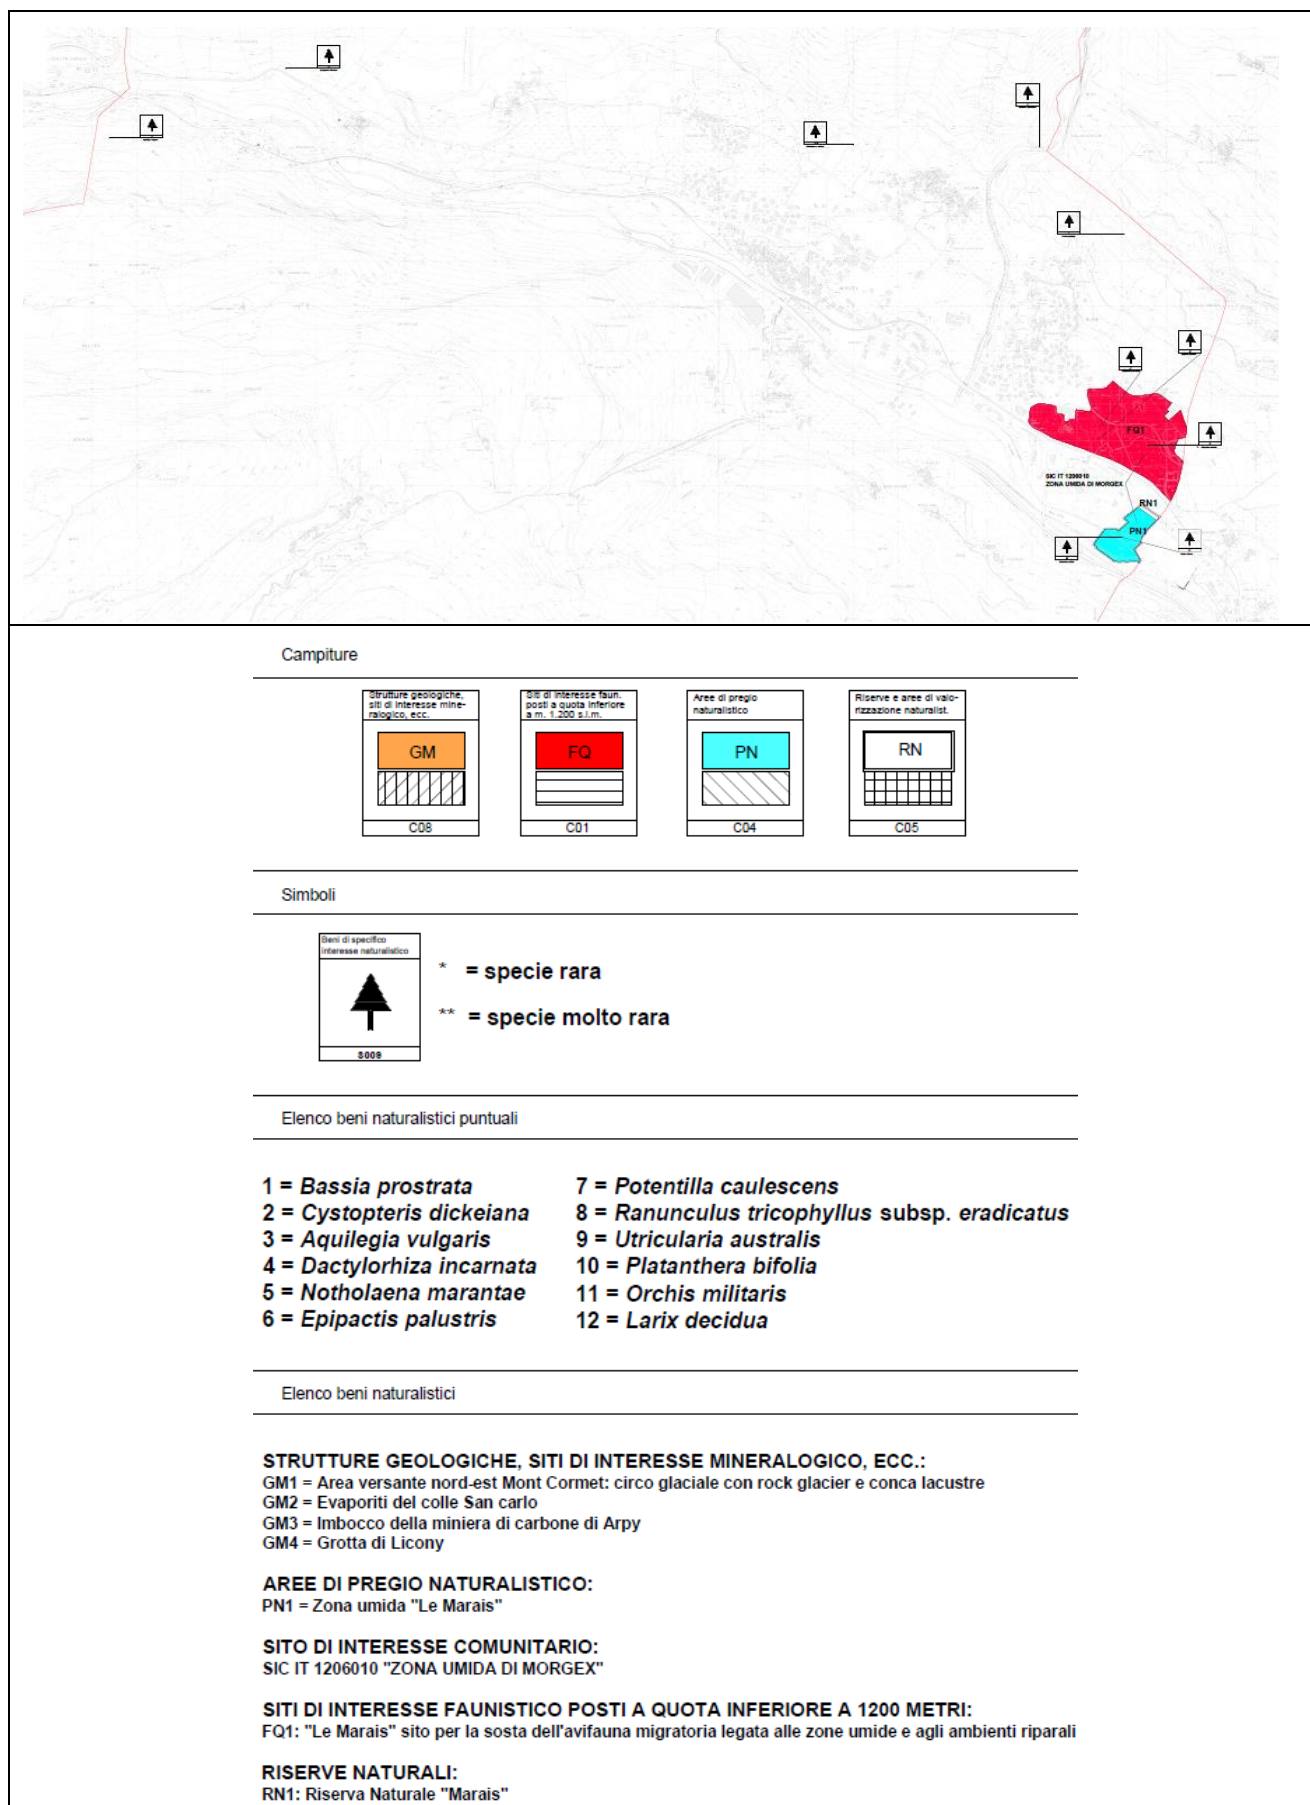 FQ1
SIC IT 1206010
ZONA UMIDA DI MORGEX
RN1
PN1
Campiture
Strutture geologiche,
siti di interesse mine-
ralogico, ecc.
GM
C08
Siti di interesse faun.
posti a quota inferiore
a m. 1.200 s.l.m.
FQ
C01
Aree di pregio
naturalistico
PN
C04
Riserve e aree di valo-
rizzazione naturalist.
RN
C05
Simboli
Beni di specifico
interesse naturalistico
S009
* = specie rara
** = specie molto rara
Elenco beni naturalistici puntuali
1 = Bassia prostrata
2 = Cystopteris dickeiana
3 = Aquilegia vulgaris
4 = Dactylorhiza incarnata
5 = Notholaena marantae
6 = Epipactis palustris
7 = Potentilla caulescens
8 = Ranunculus tricophyllus subsp. eradicatus
9 = Utricularia australis
10 = Platanthera bifolia
11 = Orchis militaris
12 = Larix decidua
Elenco beni naturalistici
STRUTTURE GEOLOGICHE, SITI DI INTERESSE MINERALOGICO, ECC.:
GM1 = Area versante nord-est Mont Cormet: circo glaciale con rock glacier e conca lacustre
GM2 = Evaporiti del colle San carlo
GM3 = Imbocco della miniera di carbone di Arpy
GM4 = Grotta di Licony
AREE DI PREGIO NATURALISTICO:
PN1 = Zona umida "Le Marais"
SITO DI INTERESSE COMUNITARIO:
SIC IT 1206010 "ZONA UMIDA DI MORGEX"
SITI DI INTERESSE FAUNISTICO POSTI A QUOTA INFERIORE A 1200 METRI:
FQ1: "Le Marais" sito per la sosta dell'avifauna migratoria legata alle zone umide e agli ambienti riparali
RISERVE NATURALI:
RN1: Riserva Naturale "Marais"